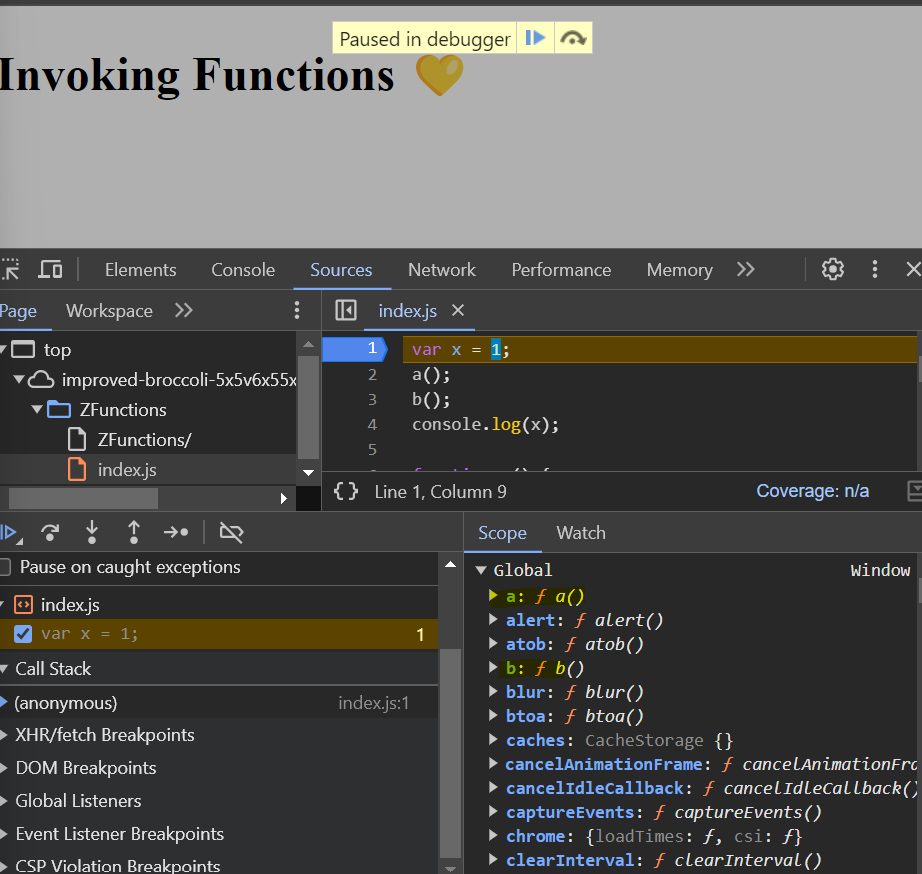 Paused in debugger
Invoking Functions 💛
Elements Console Sources Network Performance Memory
Page Workspace
index.js
top
improved-broccoli-5x5v6x55x
ZFunctions
ZFunctions/
index.js
1 var x = 1;
2 a();
3 b();
4 console.log(x);
5
{} Line 1, Column 9 Coverage: n/a
Pause on caught exceptions
index.js
var x = 1; 1
Call Stack
(anonymous) index.js:1
XHR/fetch Breakpoints
DOM Breakpoints
Global Listeners
Event Listener Breakpoints
CSP Violation Breakpoints
Scope Watch
Global Window
a: ƒ a()
alert: ƒ alert()
atob: ƒ atob()
b: ƒ b()
blur: ƒ blur()
btoa: ƒ btoa()
caches: CacheStorage {}
cancelAnimationFrame: ƒ cancelAnimationFra
cancelIdleCallback: ƒ cancelIdleCallback()
captureEvents: ƒ captureEvents()
chrome: {loadTimes: ƒ, csi: ƒ}
clearInterval: ƒ clearInterval()